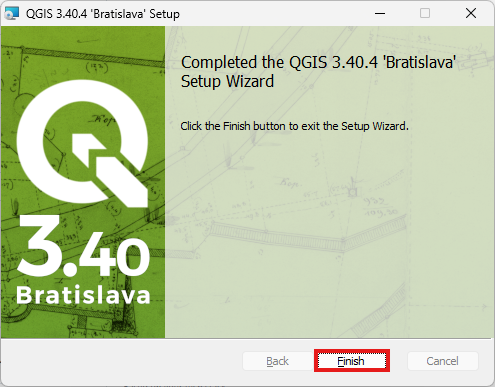 QGIS 3.40.4 'Bratislava' Setup
Completed the QGIS 3.40.4 'Bratislava'
Setup Wizard
Click the Finish button to exit the Setup Wizard.
3.40
Bratislava
Back
Finish
Cancel